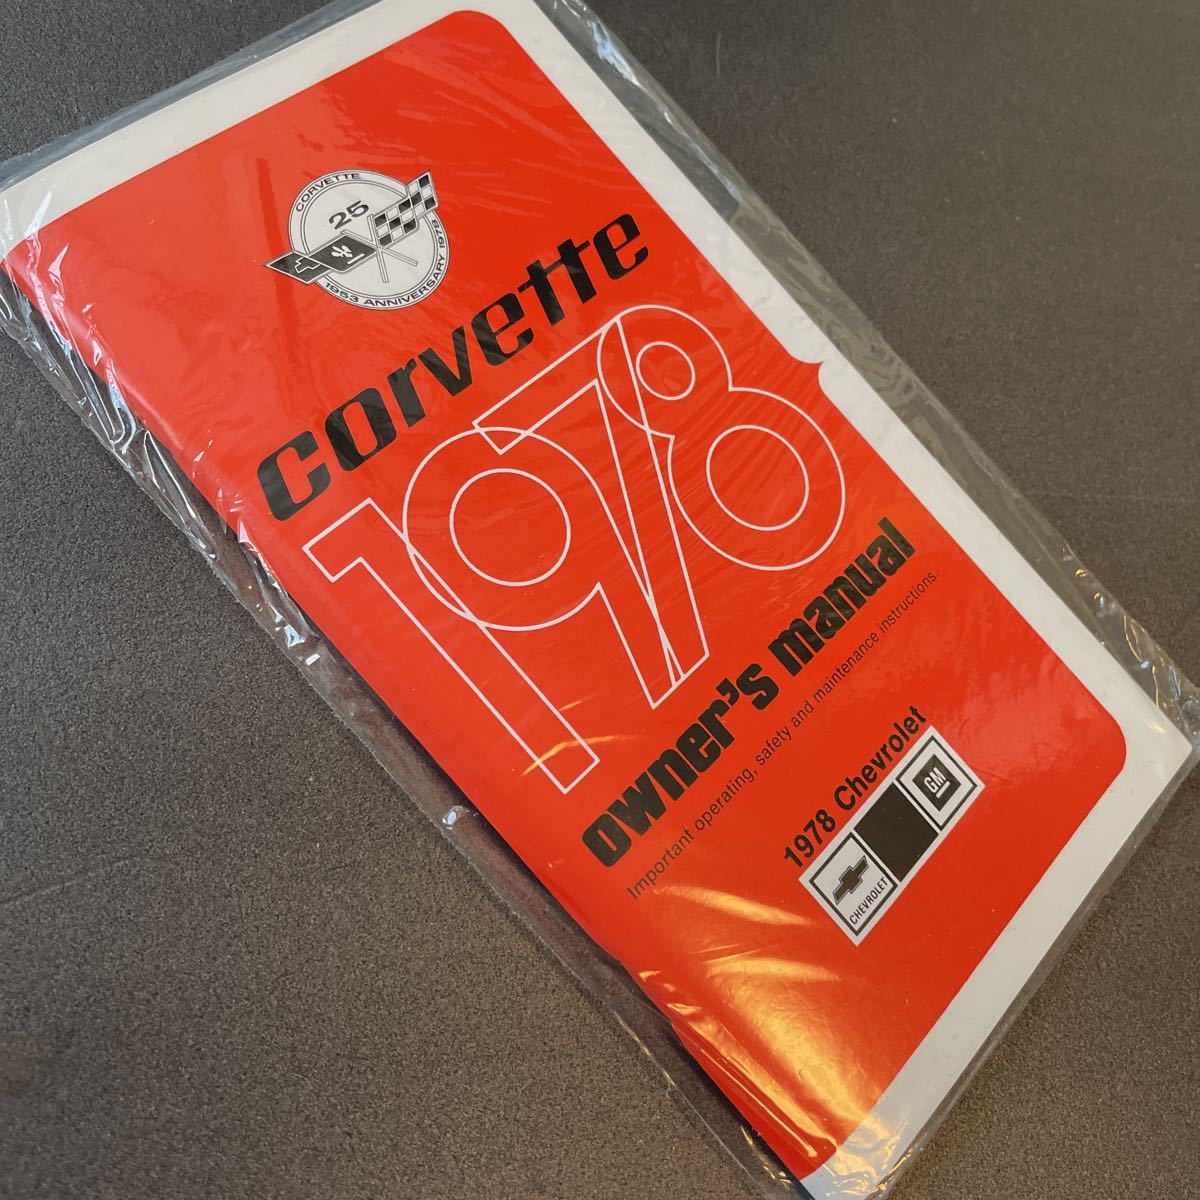 CORVETTE
25
1953 ANNIVERSARY 1978
corvette
1978
owner's manual
Important operating, safety and maintenance instructions.
1978 Chevrolet
CHEVROLET
GM